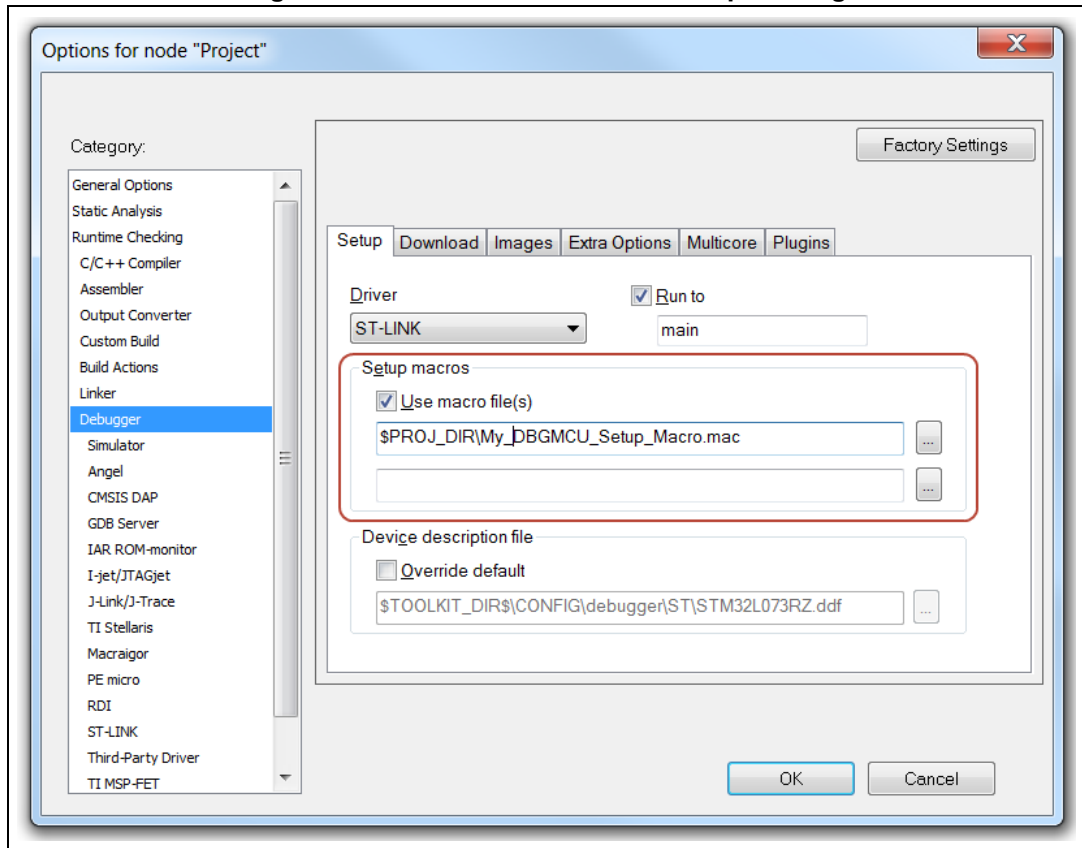 Options for node "Project"
X
Category:
Factory Settings
General Options
Static Analysis
Runtime Checking
C/C++ Compiler
Assembler
Output Converter
Custom Build
Build Actions
Linker
Debugger
Simulator
Angel
CMSIS DAP
GDB Server
IAR ROM-monitor
I-jet/JTAGjet
J-Link/J-Trace
TI Stellaris
Macraigor
PE micro
RDI
ST-LINK
Third-Party Driver
TI MSP-FET
Setup Download Images Extra Options Multicore Plugins
Driver
Run to
ST-LINK
main
Setup macros
Use macro file(s)
$PROJ_DIR\My_DBGMCU_Setup_Macro.mac
...
...
Device description file
Override default
$TOOLKIT_DIR$\CONFIG\debugger\ST\STM32L073RZ.ddf
...
OK Cancel